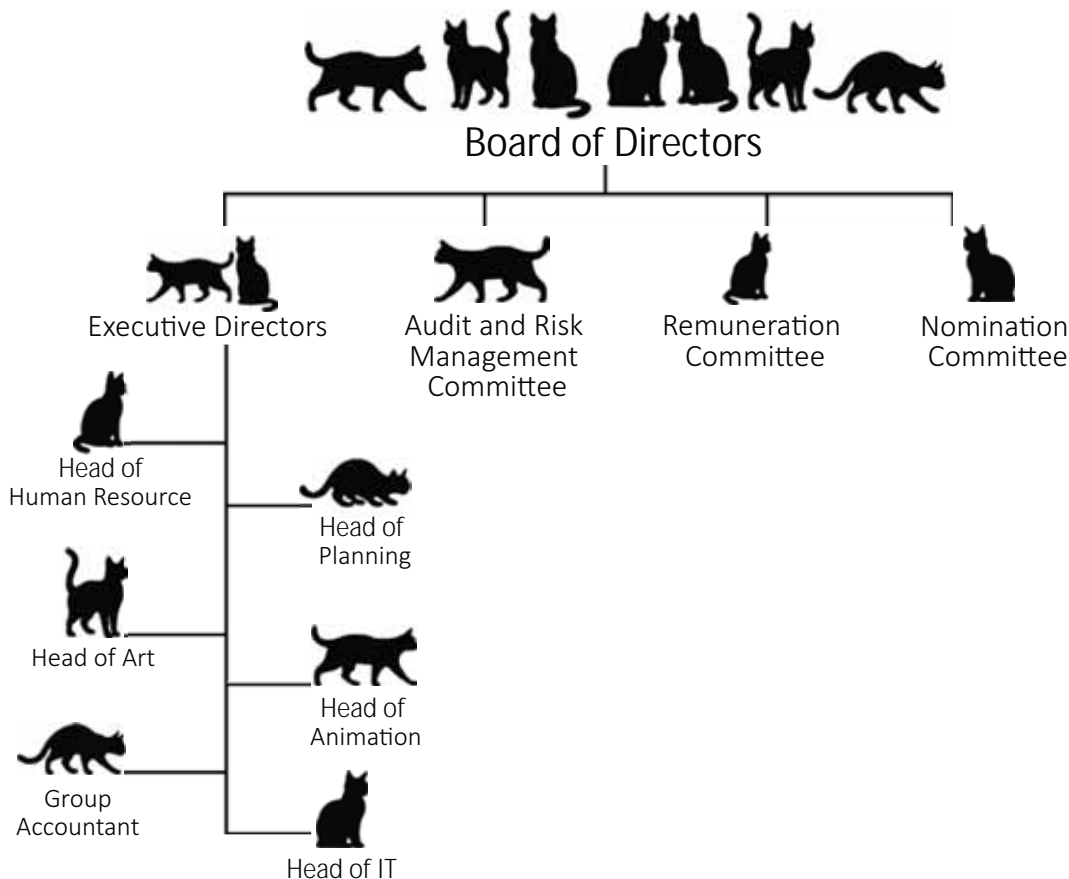 Board of Directors
Executive Directors
Audit and Risk
Management
Committee
Remuneration
Committee
Nomination
Committee
Head of
Human Resource
Head of
Planning
Head of Art
Head of
Animation
Group
Accountant
Head of IT